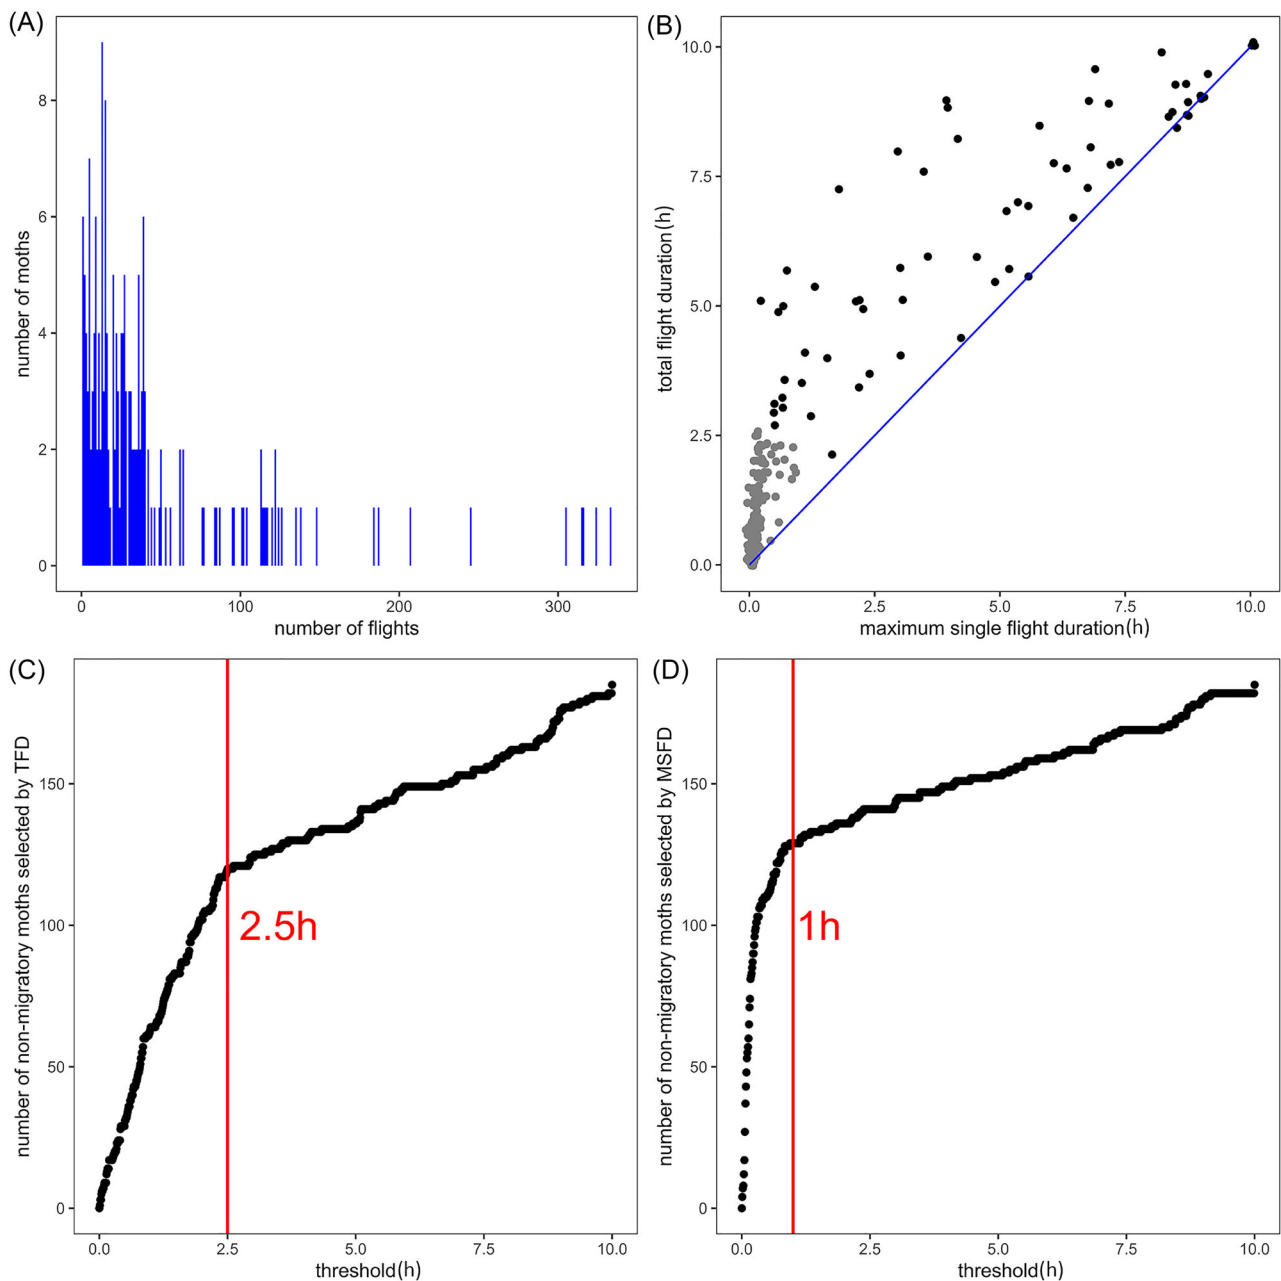 (A)
number of moths
8
6
4
2
0
0 100 200 300
number of flights
(B)
total flight duration(h)
10.0
7.5
5.0
2.5
0.0
0.0 2.5 5.0 7.5 10.0
maximum single flight duration(h)
(C)
number of non-migratory moths selected by TFD
150
100
50
0
2.5h
0.0 2.5 5.0 7.5 10.0
threshold(h)
(D)
number of non-migratory moths selected by MSFD
150
100
50
0
1h
0.0 2.5 5.0 7.5 10.0
threshold(h)